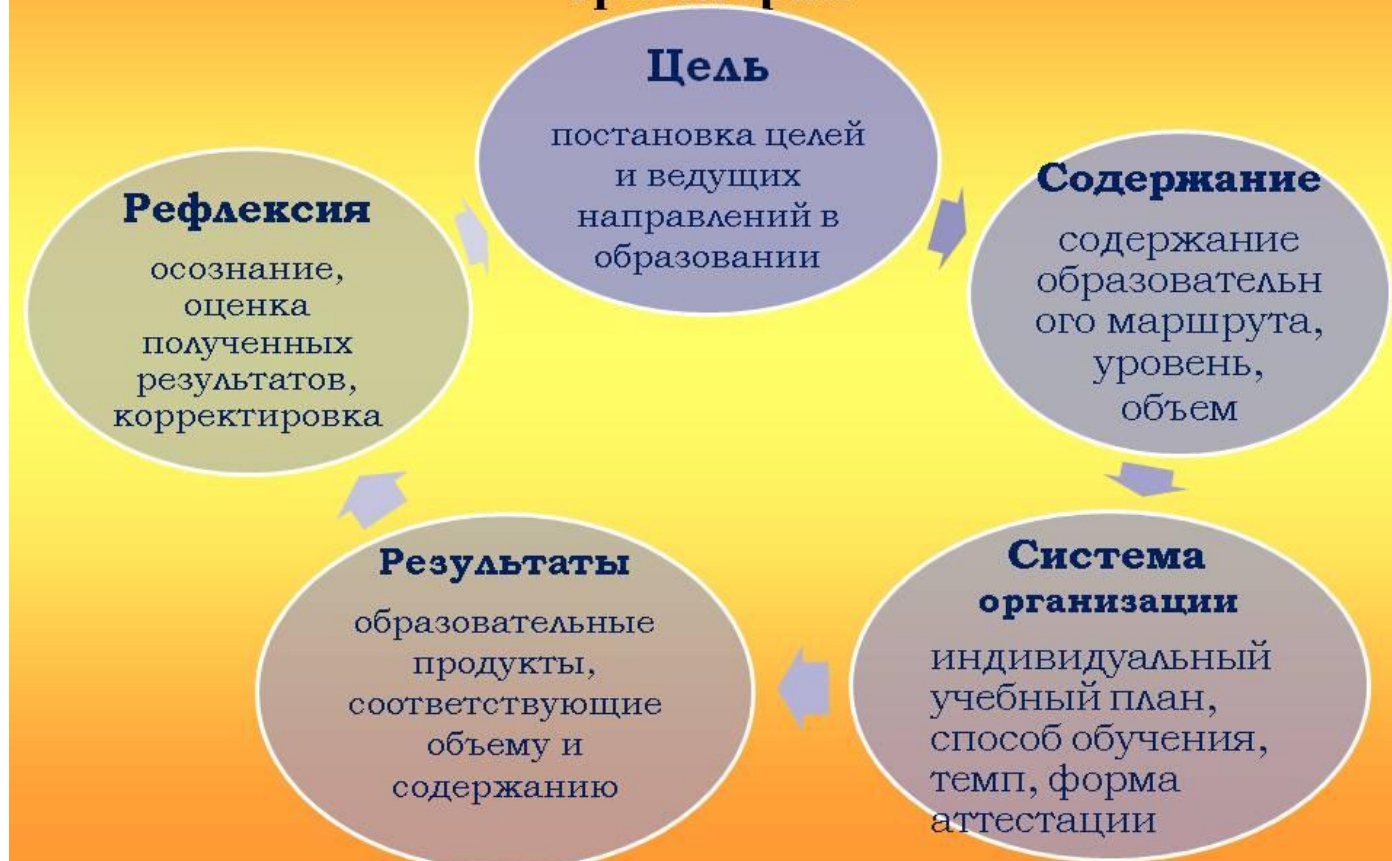 Цель
постановка целей
и ведущих
направлений в
образовании
Содержание
содержание
образовательн
ого маршрута,
уровень,
объем
Система
организации
индивидуальный
учебный план,
способ обучения,
темп, форма
аттестации
Результаты
образовательные
продукты,
соответствующие
объему и
содержанию
Рефлексия
осознание,
оценка
полученных
результатов,
корректировка